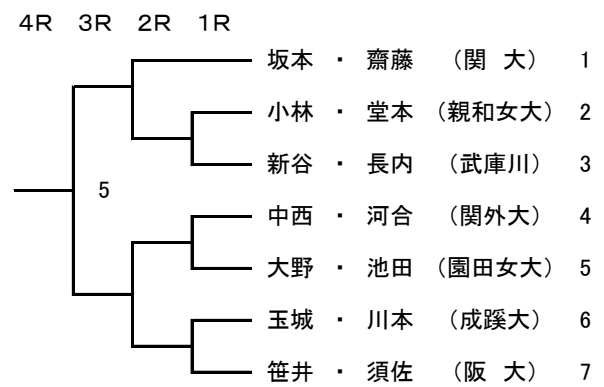 4R 3R 2R 1R
坂本 ・ 齋藤 （関 大） 1
小林 ・ 堂本 （親和女大） 2
新谷 ・ 長内 （武庫川） 3
5
中西 ・ 河合 （関外大） 4
大野 ・ 池田 （園田女大） 5
玉城 ・ 川本 （成蹊大） 6
笹井 ・ 須佐 （阪 大） 7